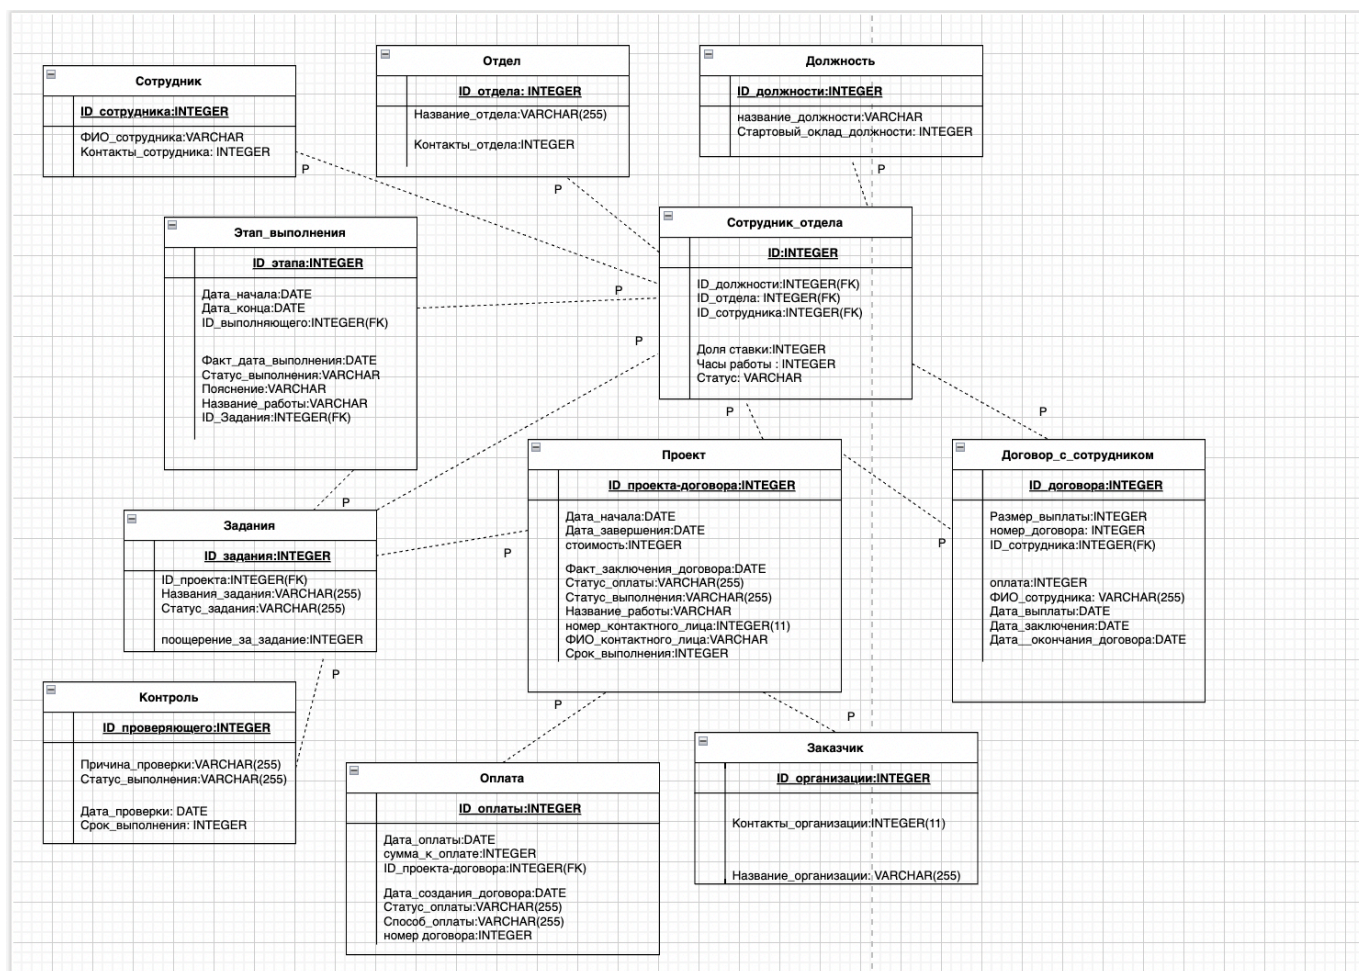 Сотрудник
ID_сотрудника:INTEGER
ФИО_сотрудника:VARCHAR
Контакты_сотрудника: INTEGER
P
Отдел
ID_отдела: INTEGER
Название_отдела:VARCHAR(255)
Контакты_отдела:INTEGER
P
Должность
ID_должности:INTEGER
название_должности:VARCHAR
Стартовый_оклад_должности: INTEGER
P
Этап_выполнения
ID_этапа:INTEGER
Дата_начала:DATE
Дата_конца:DATE
ID_выполняющего:INTEGER(FK)
Факт_дата_выполнения:DATE
Статус_выполнения:VARCHAR
Пояснение:VARCHAR
Название_работы:VARCHAR
ID_Задания:INTEGER(FK)
P
P
Сотрудник_отдела
ID:INTEGER
ID_должности:INTEGER(FK)
ID_отдела: INTEGER(FK)
ID_сотрудника:INTEGER(FK)
Доля ставки:INTEGER
Часы работы : INTEGER
Статус: VARCHAR
P
P
P
Задания
ID_задания:INTEGER
ID_проекта:INTEGER(FK)
Названия_задания:VARCHAR(255)
Статус_задания:VARCHAR(255)
поощерение_за_задание:INTEGER
P
P
Проект
ID_проекта-договора:INTEGER
Дата_начала:DATE
Дата_завершения:DATE
стоимость:INTEGER
Факт_заключения_договора:DATE
Статус_оплаты:VARCHAR(255)
Статус_выполнения:VARCHAR(255)
Название_работы:VARCHAR
номер_контактного_лица:INTEGER(11)
ФИО_контактного_лица:VARCHAR
Срок_выполнения:INTEGER
P
Договор_с_сотрудником
ID_договора:INTEGER
Размер_выплаты:INTEGER
номер_договора: INTEGER
ID_сотрудника:INTEGER(FK)
оплата:INTEGER
ФИО_сотрудника: VARCHAR(255)
Дата_выплаты:DATE
Дата_заключения:DATE
Дата__окончания_договора:DATE
Контроль
ID_проверяющего:INTEGER
Причина_проверки:VARCHAR(255)
Статус_выполнения:VARCHAR(255)
Дата_проверки: DATE
Срок_выполнения: INTEGER
P
P
Оплата
ID_оплаты:INTEGER
Дата_оплаты:DATE
сумма_к_оплате:INTEGER
ID_проекта-договора:INTEGER(FK)
Дата_создания_договора:DATE
Статус_оплаты:VARCHAR(255)
Способ_оплаты:VARCHAR(255)
номер договора:INTEGER
Заказчик
ID_организации:INTEGER
Контакты_организации:INTEGER(11)
Название_организации: VARCHAR(255)